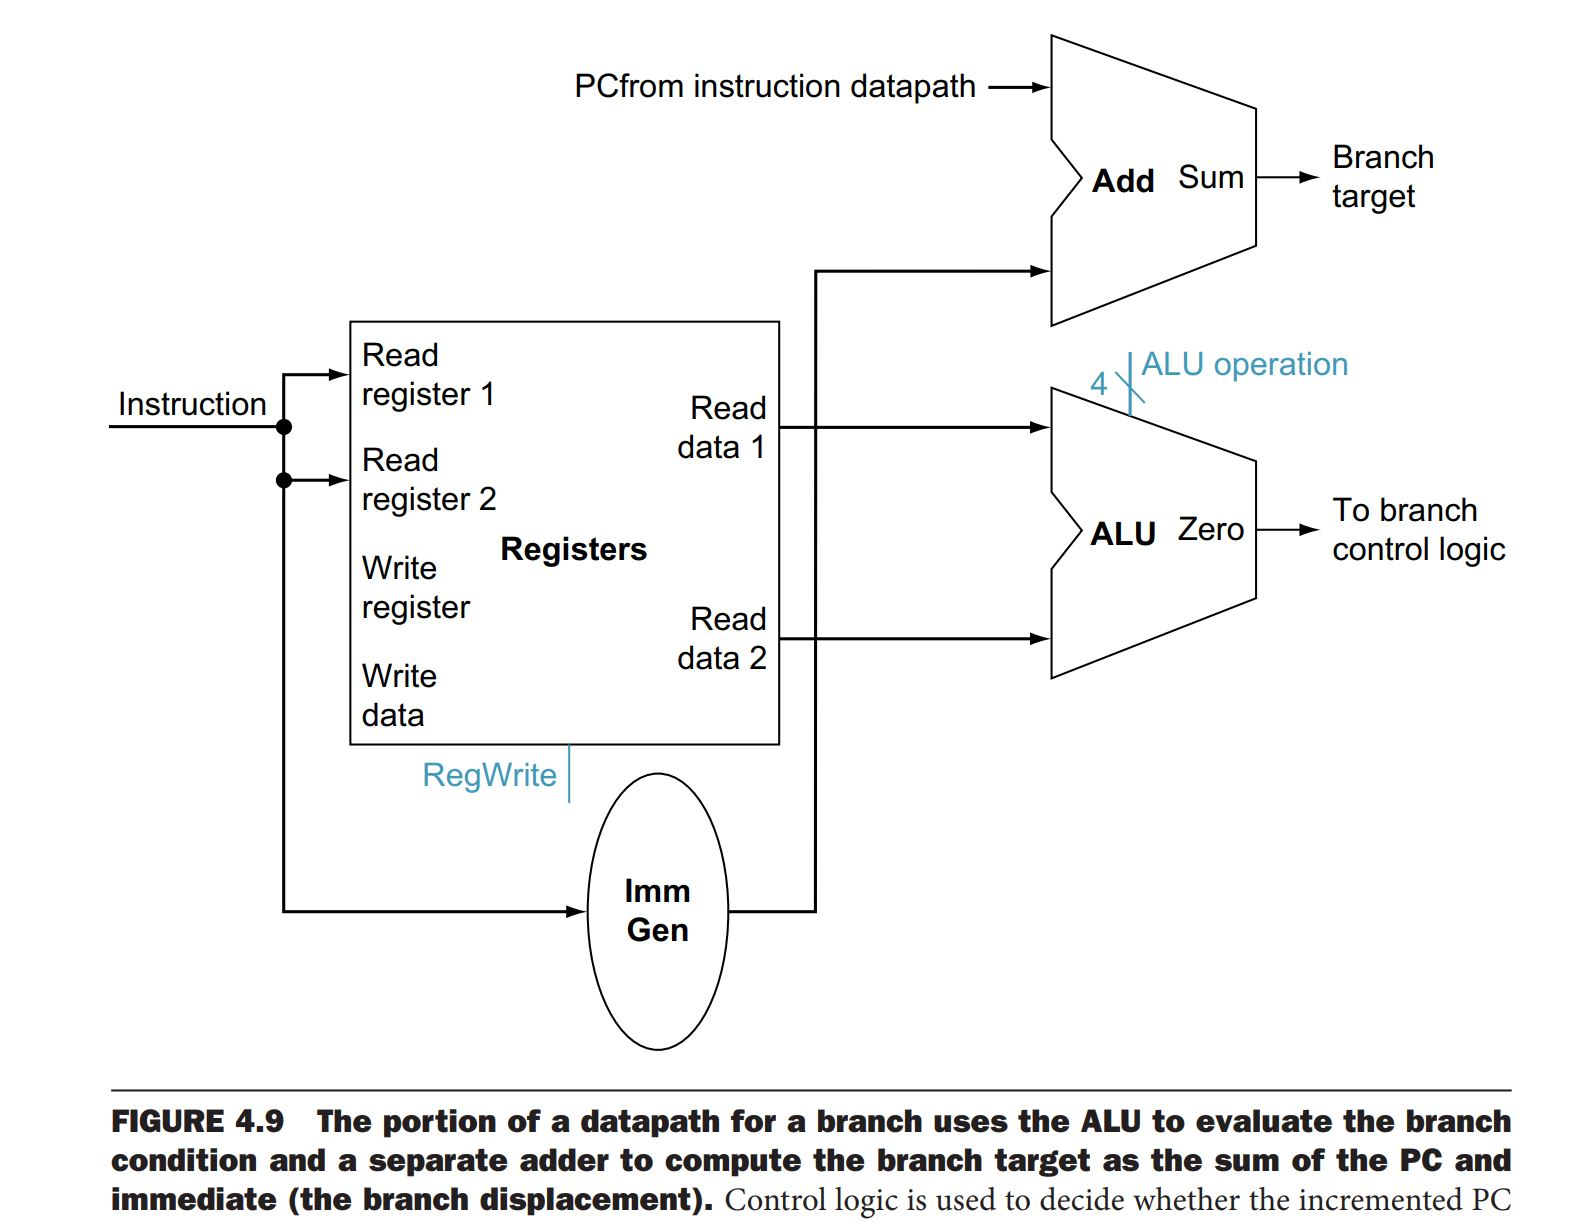 PCfrom instruction datapath
Add Sum
Branch
target
Instruction
Read
register 1
Read
register 2
Registers
Write
register
Write
data
Read
data 1
Read
data 2
RegWrite
4
ALU operation
ALU Zero
To branch
control logic
Imm
Gen
FIGURE 4.9 The portion of a datapath for a branch uses the ALU to evaluate the branch
condition and a separate adder to compute the branch target as the sum of the PC and
immediate (the branch displacement). Control logic is used to decide whether the incremented PC